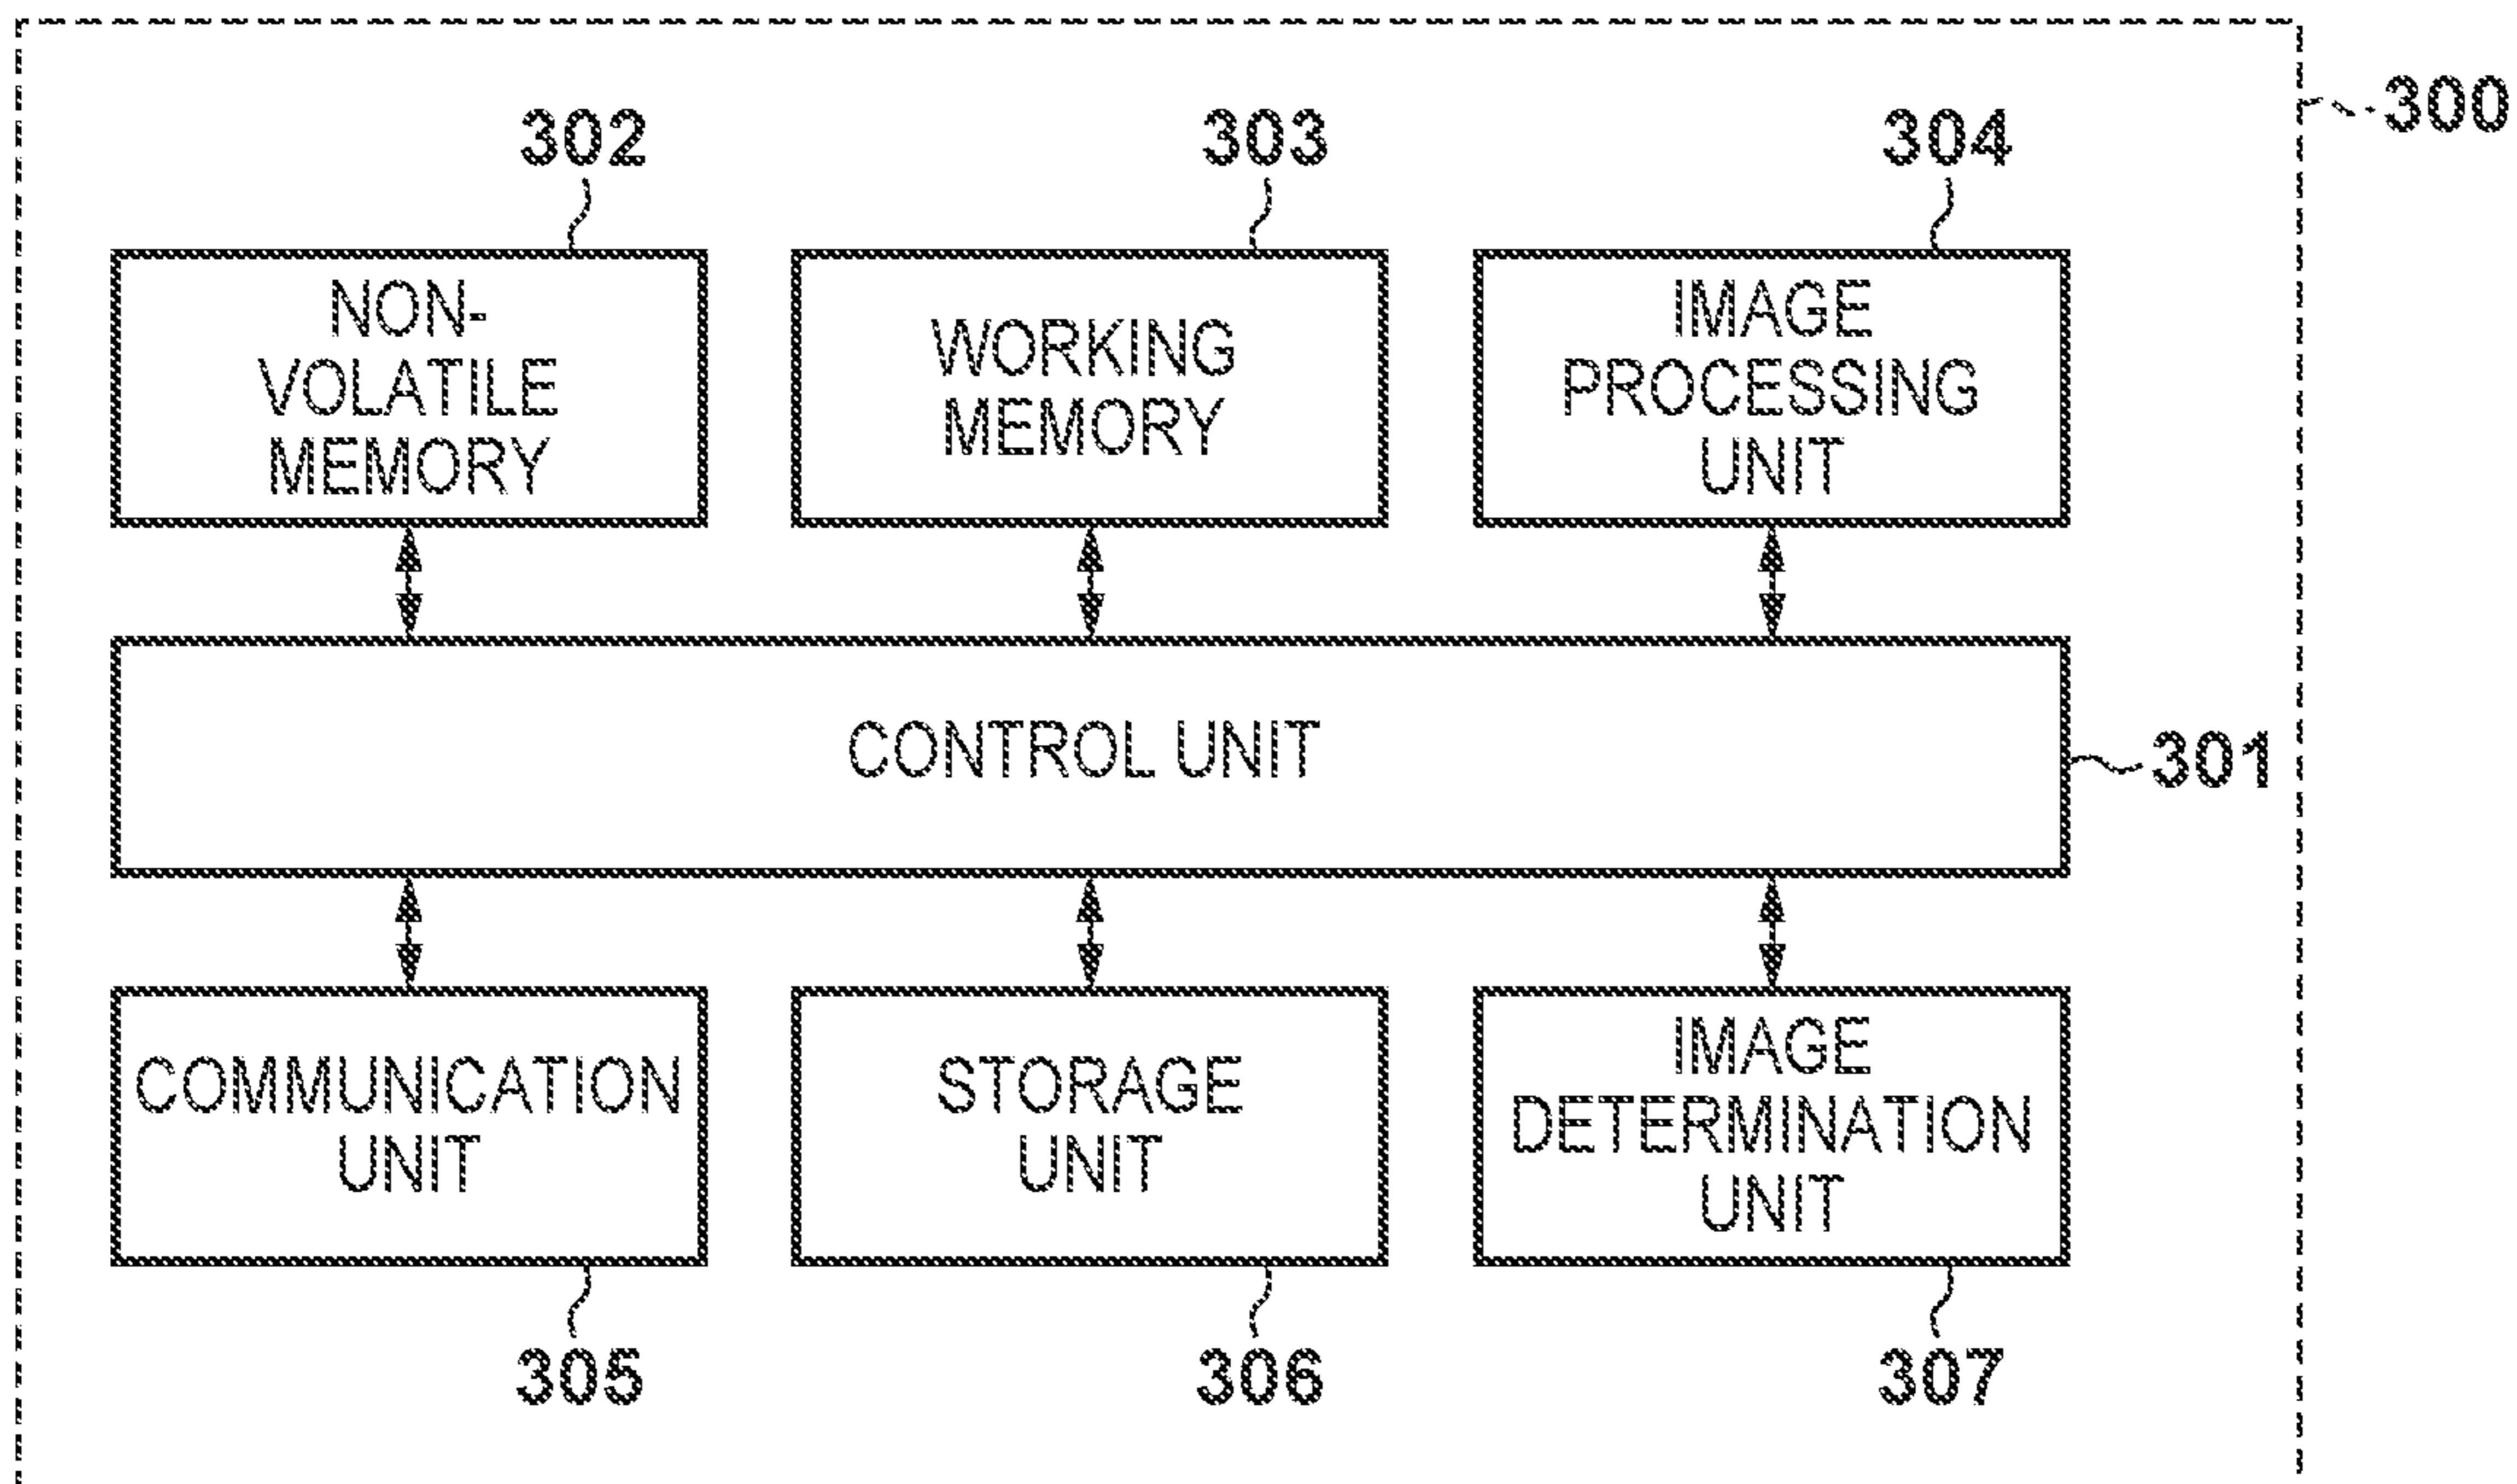 300
302
303
304
NON-
VOLATILE
MEMORY
WORKING
MEMORY
IMAGE
PROCESSING
UNIT
CONTROL UNIT
301
COMMUNICATION
UNIT
STORAGE
UNIT
IMAGE
DETERMINATION
UNIT
305
306
307